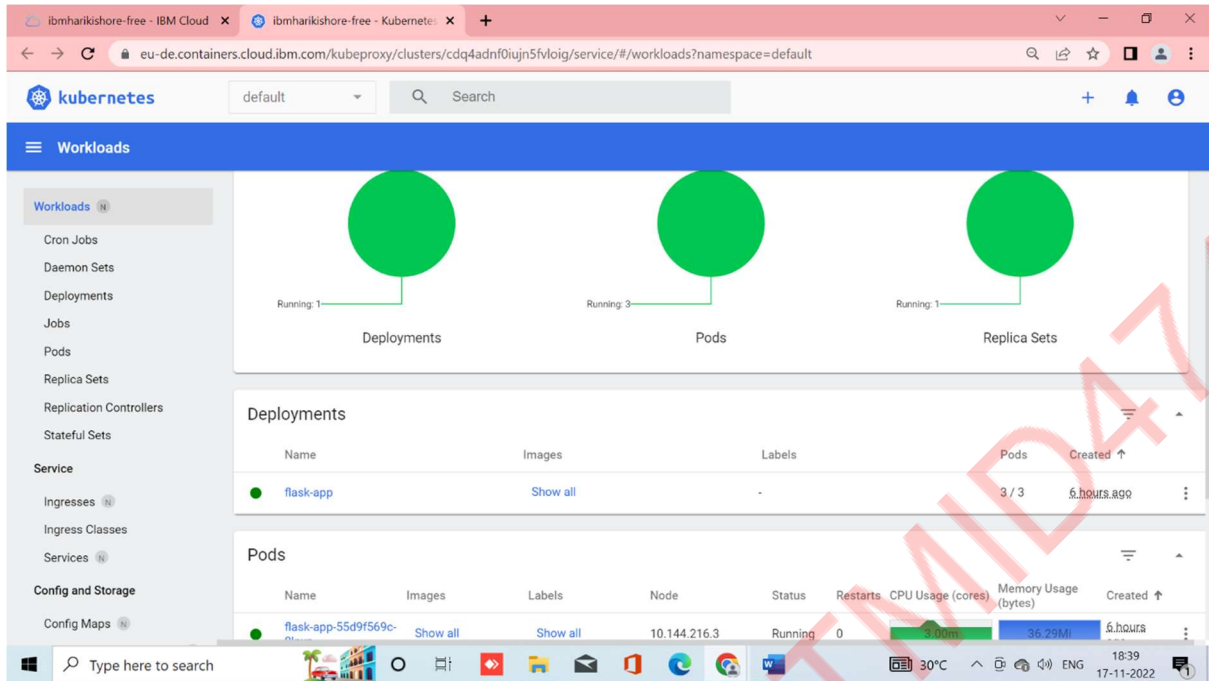 ibmharikishore-free - IBM Cloud
ibmharikishore-free - Kubernetes
eu-de.containers.cloud.ibm.com/kubeproxy/clusters/cdq4adnf0iujn5fvloig/service/#/workloads?namespace=default
kubernetes
default
Search
Workloads
Workloads N
Cron Jobs
Daemon Sets
Deployments
Jobs
Pods
Replica Sets
Replication Controllers
Stateful Sets
Service
Ingresses N
Ingress Classes
Services N
Config and Storage
Config Maps N
Running: 1
Deployments
Running: 3
Pods
Running: 1
Replica Sets
Deployments
Name Images Labels Pods Created ↑
flask-app Show all - 3 / 3 6 hours ago
Pods
Name Images Labels Node Status Restarts CPU Usage (cores) Memory Usage (bytes) Created ↑
flask-app-55d9f569c- Show all Show all 10.144.216.3 Running 0 3.00m 36.29Mi 6 hours
Type here to search
30°C
ENG
18:39
17-11-2022
1
TMID47